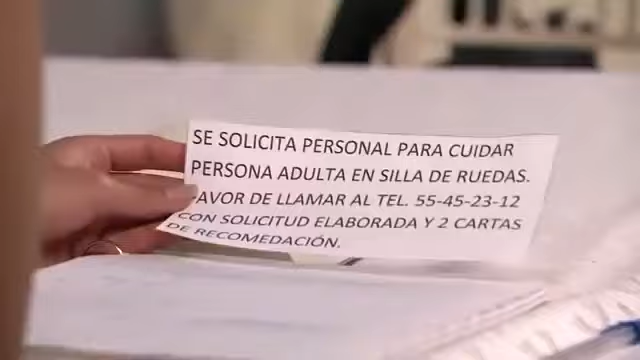 SE SOLICITA PERSONAL PARA CUIDAR
PERSONA ADULTA EN SILLA DE RUEDAS.
FAVOR DE LLAMAR AL TEL. 55-45-23-12
CON SOLICITUD ELABORADA Y 2 CARTAS
DE RECOMEDACIÓN.